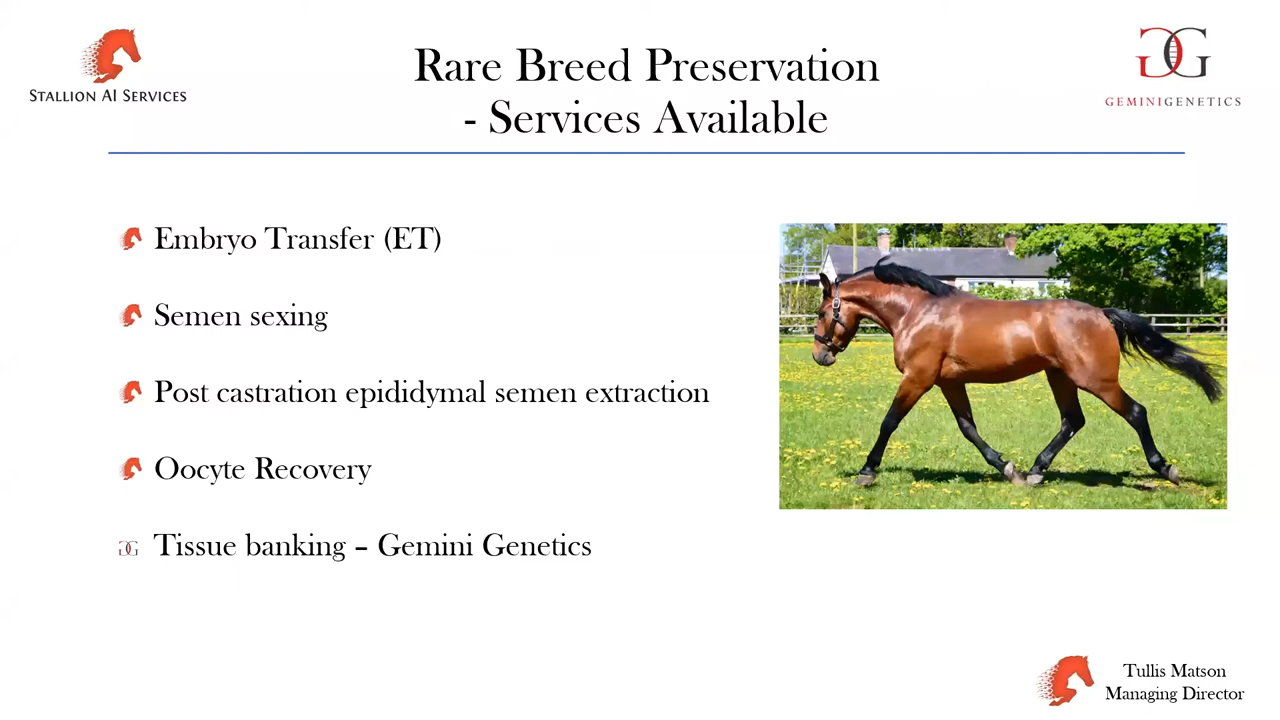 STALLION AI SERVICES
Rare Breed Preservation
- Services Available
GEMINIGENETICS
Embryo Transfer (ET)
Semen sexing
Post castration epididymal semen extraction
Oocyte Recovery
Tissue banking – Gemini Genetics
Tullis Matson
Managing Director